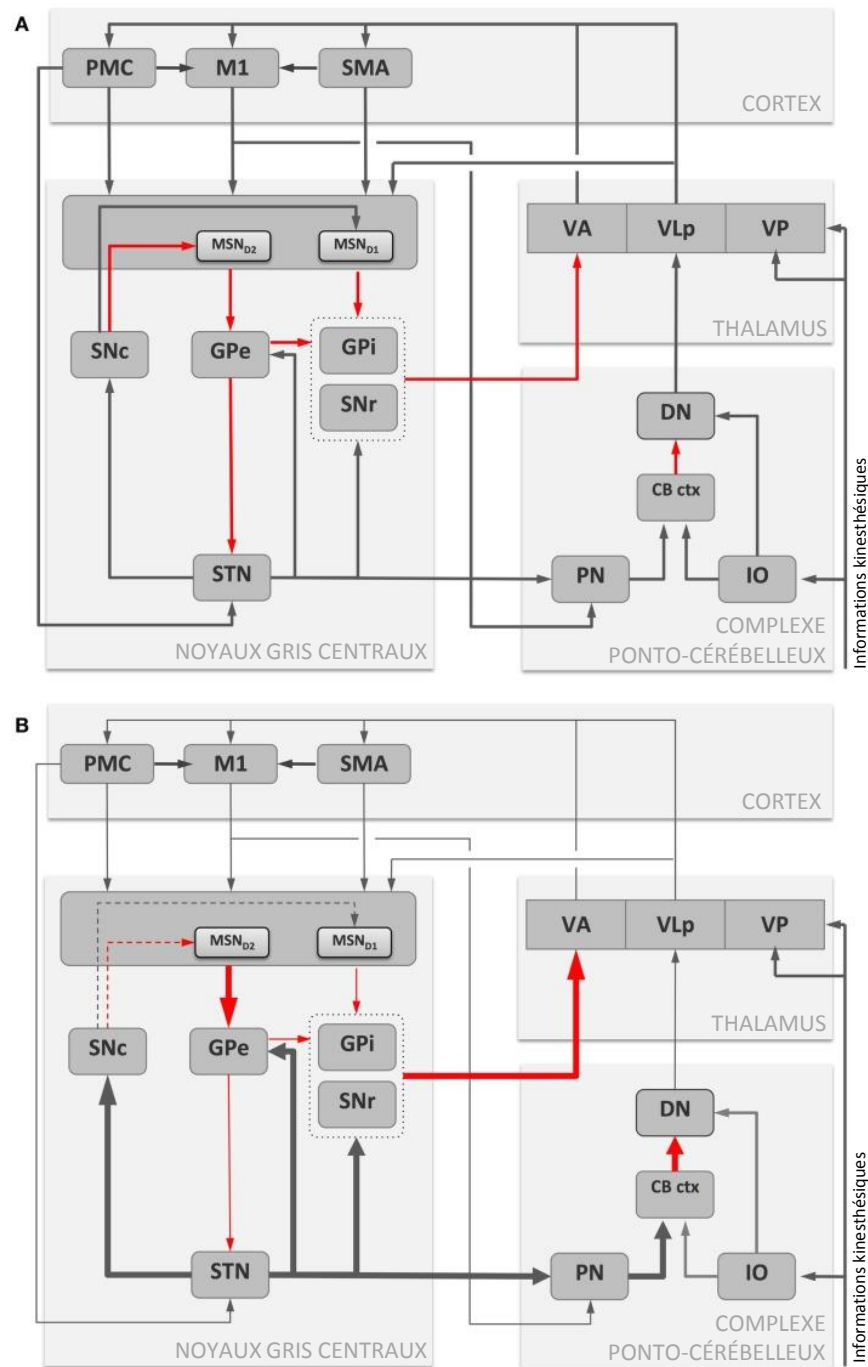 A
PMC M1 SMA
CORTEX
MSND2 MSND1
VA VLp VP
THALAMUS
SNc GPe GPi
SNr
DN
CB ctx
STN PN IO
NOYAUX GRIS CENTRAUX
COMPLEXE
PONTO-CÉRÉBELLEUX
Informations kinesthésiques
B
PMC M1 SMA
CORTEX
MSND2 MSND1
VA VLp VP
THALAMUS
SNc GPe GPi
SNr
DN
CB ctx
STN PN IO
NOYAUX GRIS CENTRAUX
COMPLEXE
PONTO-CÉRÉBELLEUX
Informations kinesthésiques